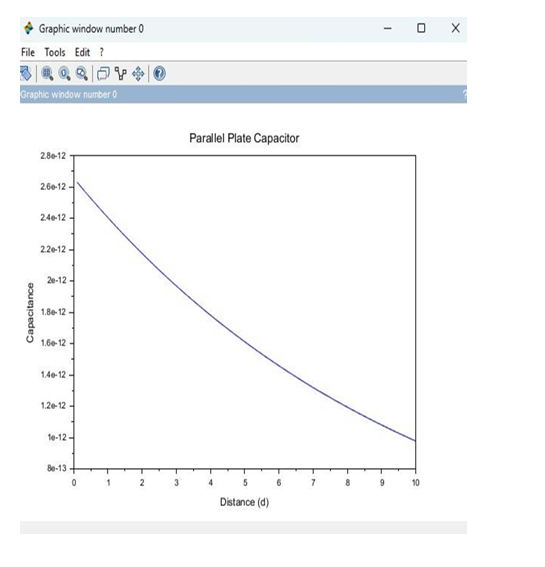 Graphic window number 0
File Tools Edit ?
Graphic window number 0
?
Parallel Plate Capacitor
2.8e-12
2.6e-12
2.4e-12
2.2e-12
2e-12
1.8e-12
1.6e-12
1.4e-12
1.2e-12
1e-12
8e-13
Capacitance
0 1 2 3 4 5 6 7 8 9 10
Distance (d)